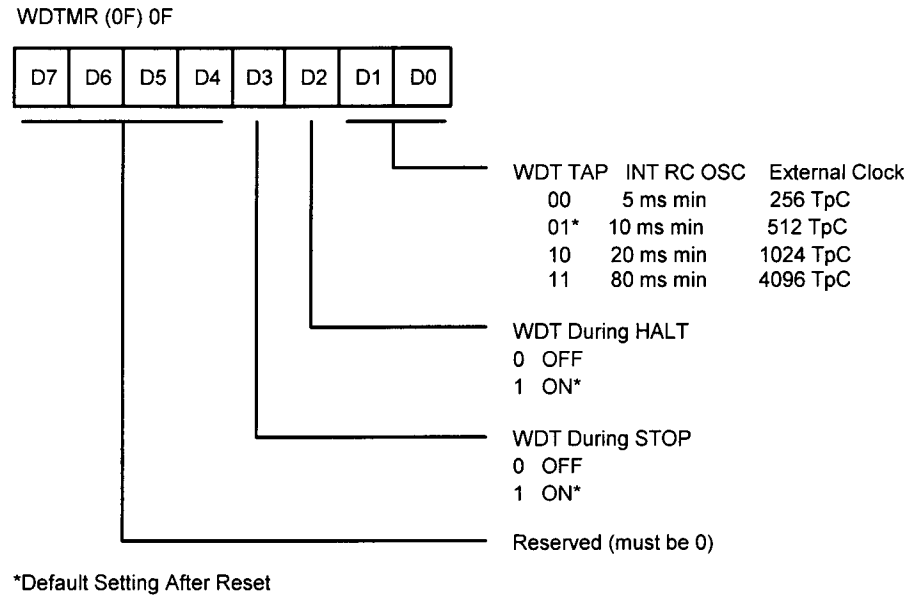 WDTMR (0F) 0F
D7 D6 D5 D4 D3 D2 D1 D0
WDT TAP INT RC OSC External Clock
00 5 ms min 256 TpC
01* 10 ms min 512 TpC
10 20 ms min 1024 TpC
11 80 ms min 4096 TpC
WDT During HALT
0 OFF
1 ON*
WDT During STOP
0 OFF
1 ON*
Reserved (must be 0)
*Default Setting After Reset